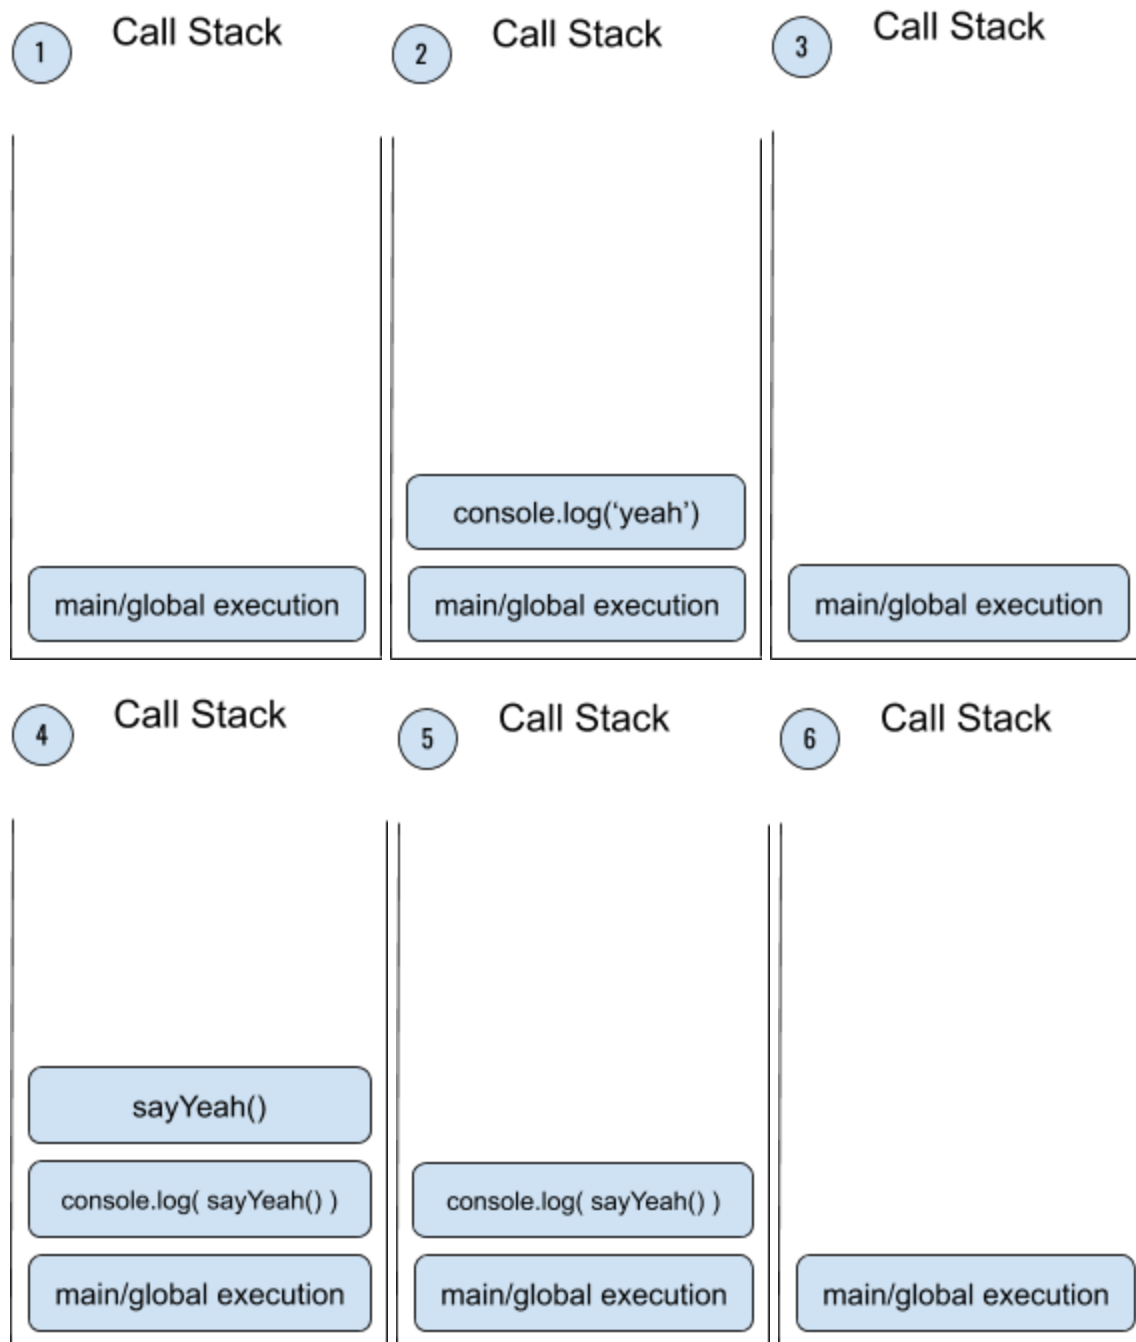 1
Call Stack
main/global execution
2
Call Stack
console.log(‘yeah’)
main/global execution
3
Call Stack
main/global execution
4
Call Stack
sayYeah()
console.log( sayYeah() )
main/global execution
5
Call Stack
console.log( sayYeah() )
main/global execution
6
Call Stack
main/global execution